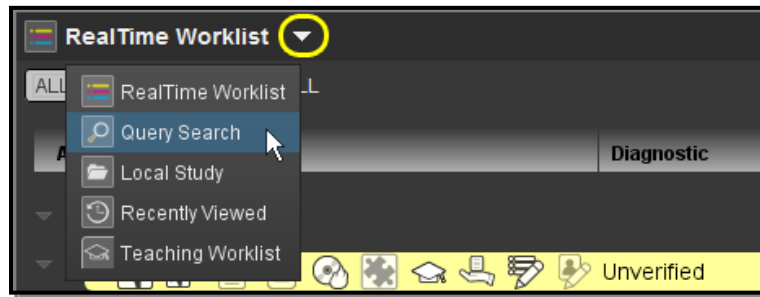 RealTime Worklist
ALL
RealTime Worklist
Query Search
Diagnostic
Local Study
Recently Viewed
Teaching Worklist
Unverified